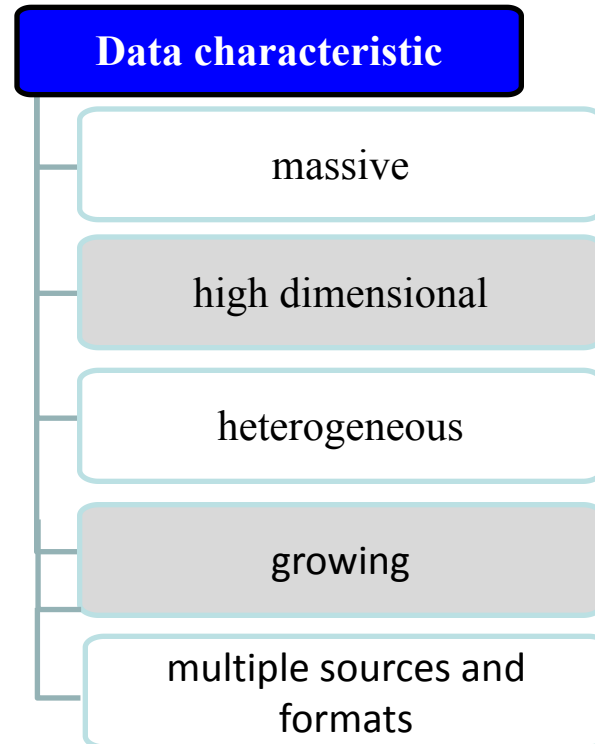 Data characteristic
massive
high dimensional
heterogeneous
growing
multiple sources and
formats